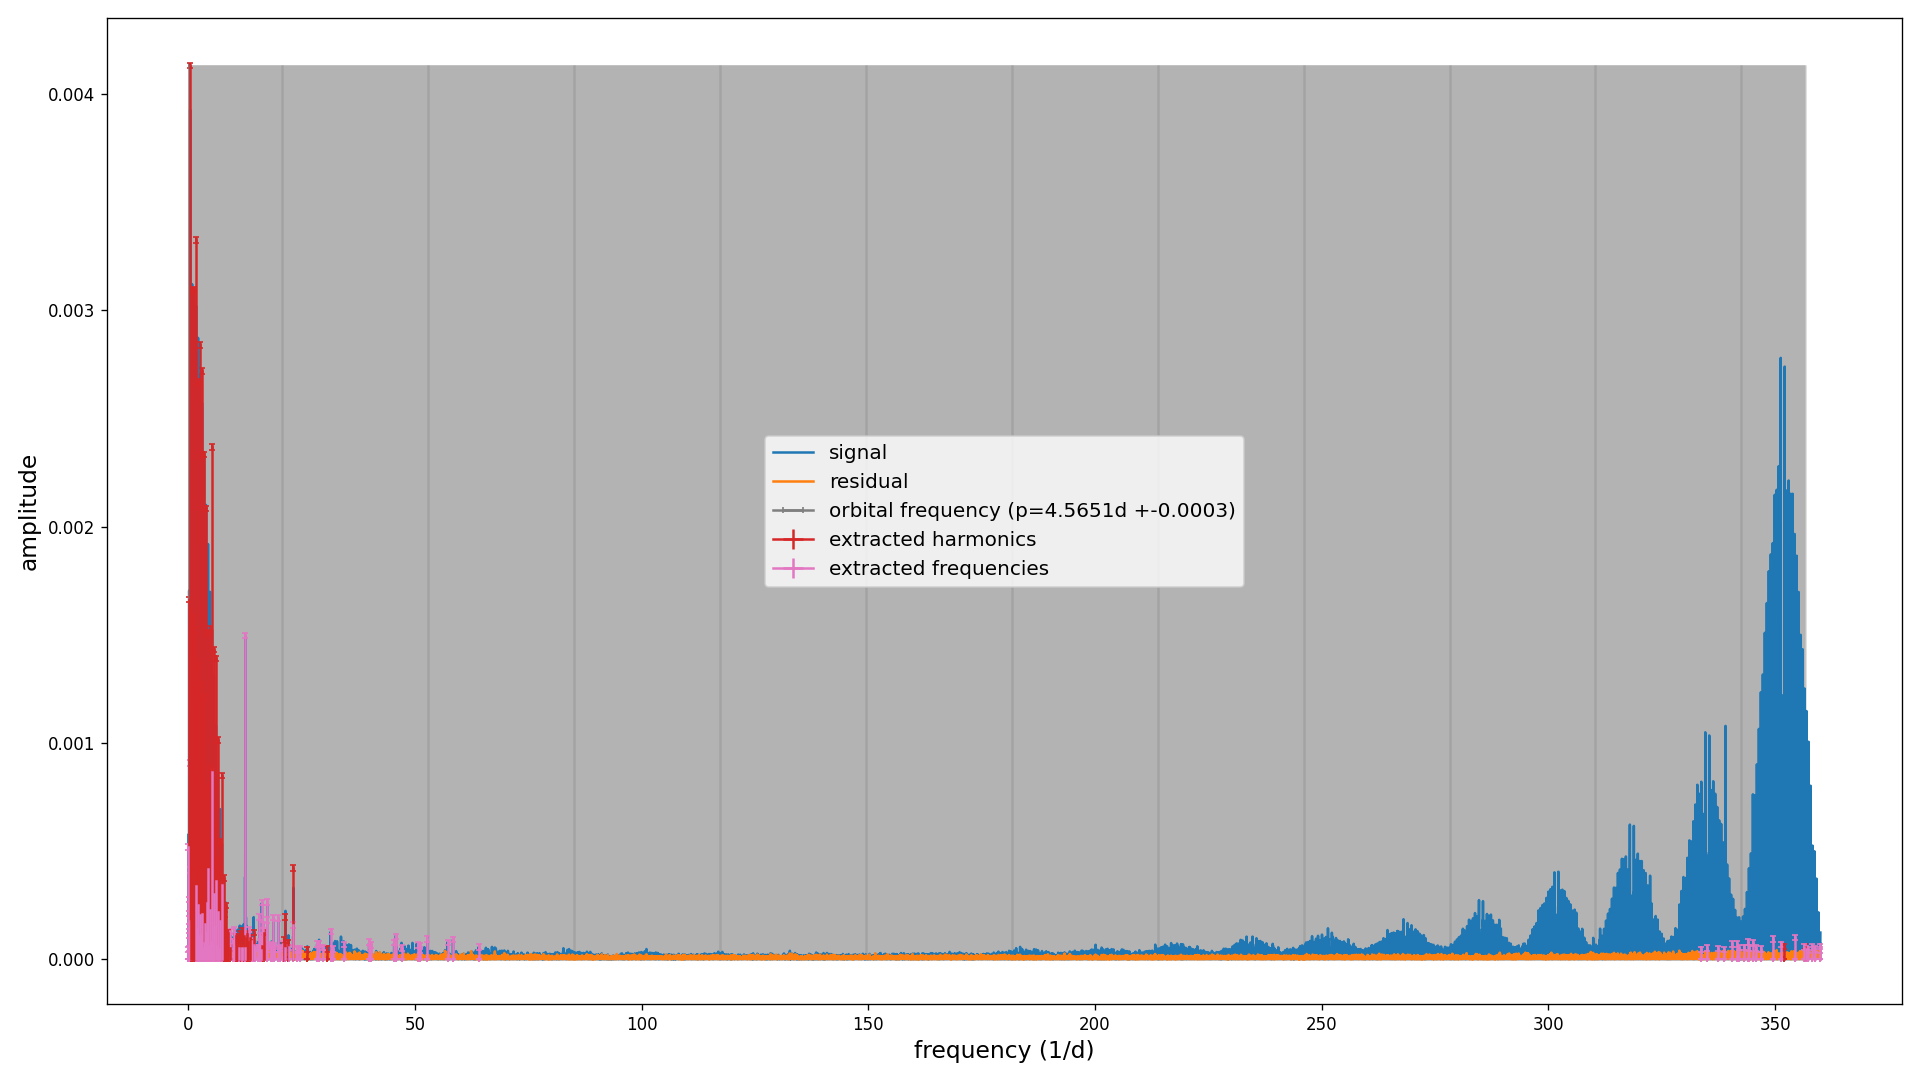 0.004
0.003
0.002
0.001
0.000
amplitude
signal
residual
orbital frequency (p=4.5651d +-0.0003)
extracted harmonics
extracted frequencies
0 50 100 150 200 250 300 350
frequency (1/d)